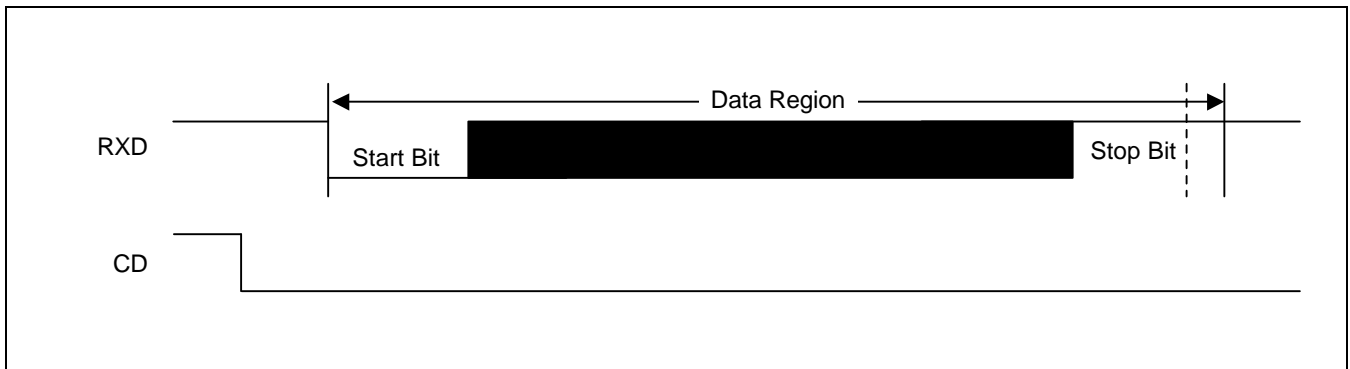 Data Region
RXD
Start Bit
Stop Bit
CD